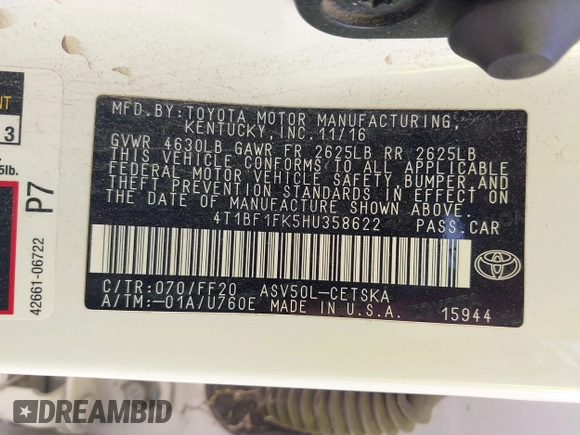 MFD.BY:TOYOTA MOTOR MANUFACTURING,
KENTUCKY,INC.11/16
GVWR 4630LB GAWR FR 2625LB RR 2625LB
THIS VEHICLE CONFORMS TO ALL APPLICABLE
FEDERAL MOTOR VEHICLE SAFETY,BUMPER,AND
THEFT PREVENTION STANDARDS IN EFFECT ON
THE DATE OF MANUFACTURE SHOWN ABOVE.
4T1BF1FK5HU358622 PASS.CAR
C/TR:070/FF20 ASV50L-CETSKA
A/TM:-01A/U760E MADE IN U.S.A. 15944
TOYOTA
3
lb.
P7
42661-06722
DREAMBID